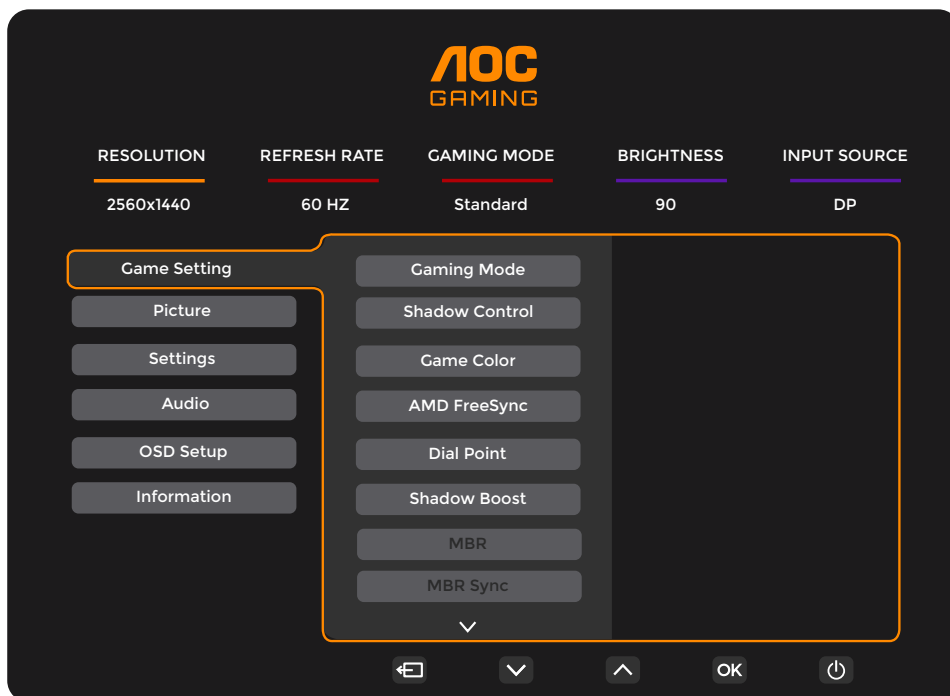 AOC
GAMING
RESOLUTION REFRESH RATE GAMING MODE BRIGHTNESS INPUT SOURCE
2560x1440 60 HZ Standard 90 DP
Game Setting
Picture
Settings
Audio
OSD Setup
Information
Gaming Mode
Shadow Control
Game Color
AMD FreeSync
Dial Point
Shadow Boost
MBR
MBR Sync
OK